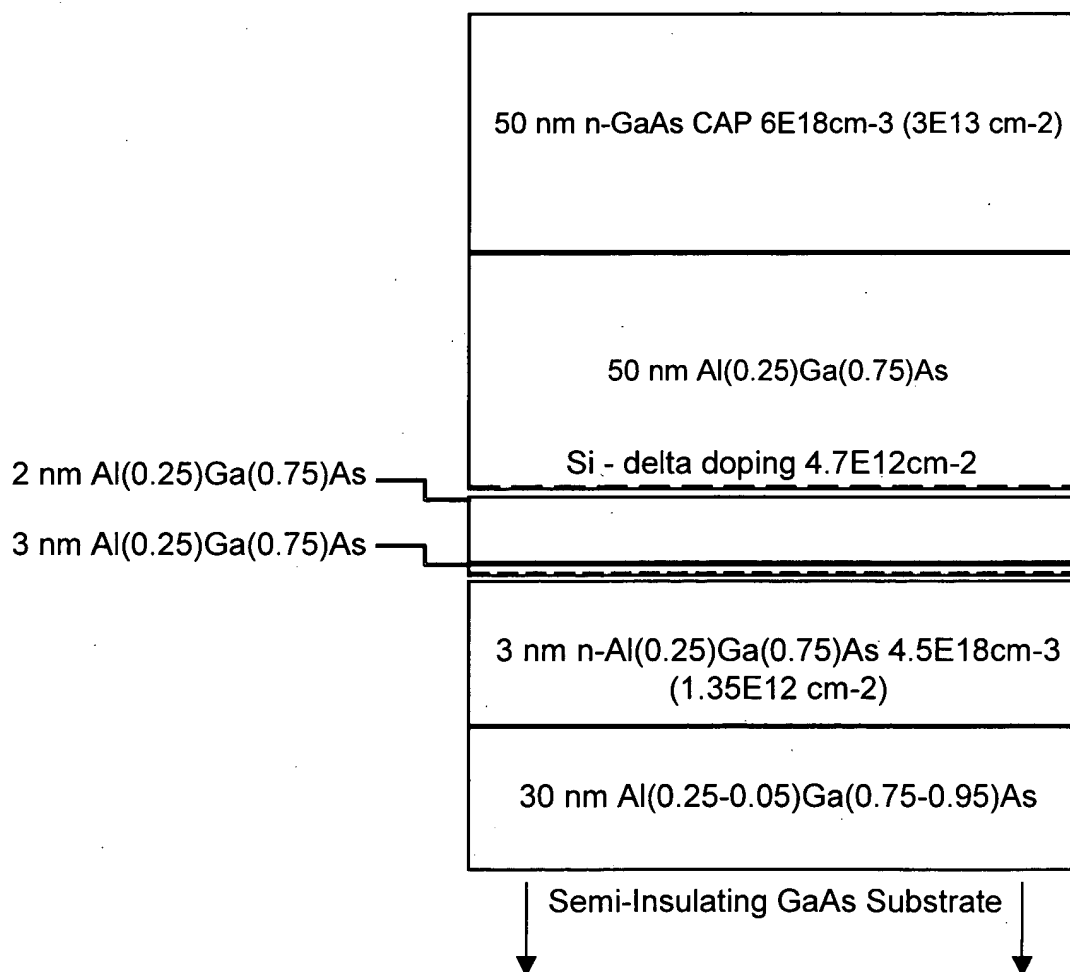 50 nm n-GaAs CAP 6E18cm-3 (3E13 cm-2)
50 nm Al(0.25)Ga(0.75)As
Si - delta doping 4.7E12cm-2
2 nm Al(0.25)Ga(0.75)As
3 nm Al(0.25)Ga(0.75)As
3 nm n-Al(0.25)Ga(0.75)As 4.5E18cm-3
(1.35E12 cm-2)
30 nm Al(0.25-0.05)Ga(0.75-0.95)As
Semi-Insulating GaAs Substrate